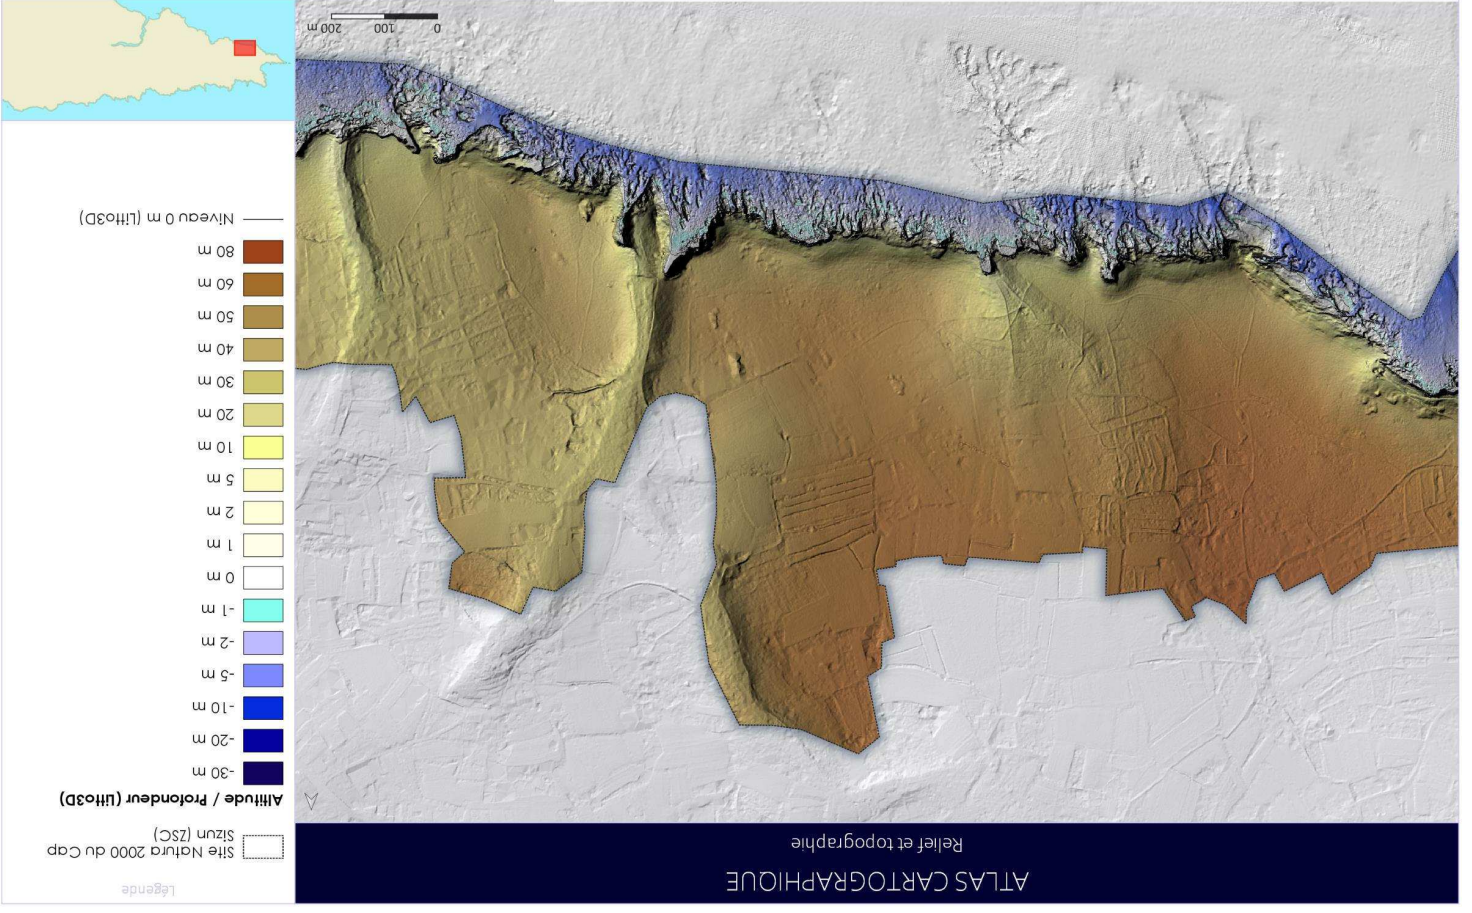 ATLAS CARTOGRAPHIQUE
Relief et topographie
Légende
Site Natura 2000 du Cap
Sizun (ZSC)
Altitude / Profondeur (Litto3D)
-30 m
-20 m
-10 m
-5 m
-2 m
-1 m
0 m
1 m
2 m
5 m
10 m
20 m
30 m
40 m
50 m
60 m
80 m
Niveau 0 m (Litto3D)
0 100 200 m